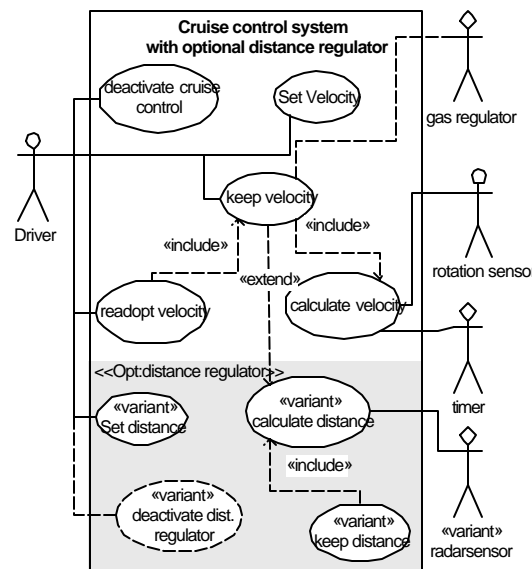 Cruise control system
with optional distance regulator
deactivate cruise
control
Set Velocity
gas regulator
Driver
keep velocity
«include»
«include»
rotation senso
«extend»
readopt velocity
calculate velocity
<<Opt:distance regulator>>
timer
«variant»
Set distance
«variant»
calculate distance
«include»
«variant»
deactivate dist.
regulator
«variant»
keep distance
«variant»
radarsensor